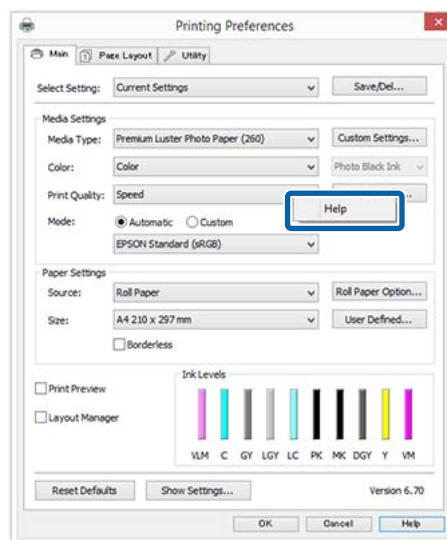 Printing Preferences
Main Page Layout Utility
Select Setting: Current Settings Save/Del...
Media Settings
Media Type: Premium Luster Photo Paper (260) Custom Settings...
Color: Color Photo Black Ink
Print Quality: Speed ..
Help
Mode: Automatic Custom
EPSON Standard (sRGB)
Paper Settings
Source: Roll Paper Roll Paper Option...
Size: A4 210 x 297 mm User Defined...
Borderless
Ink Levels
Print Preview
Layout Manager
VLM C GY LGY LC PK MK DGY Y VM
Reset Defaults Show Settings... Version 6.70
OK Cancel Help